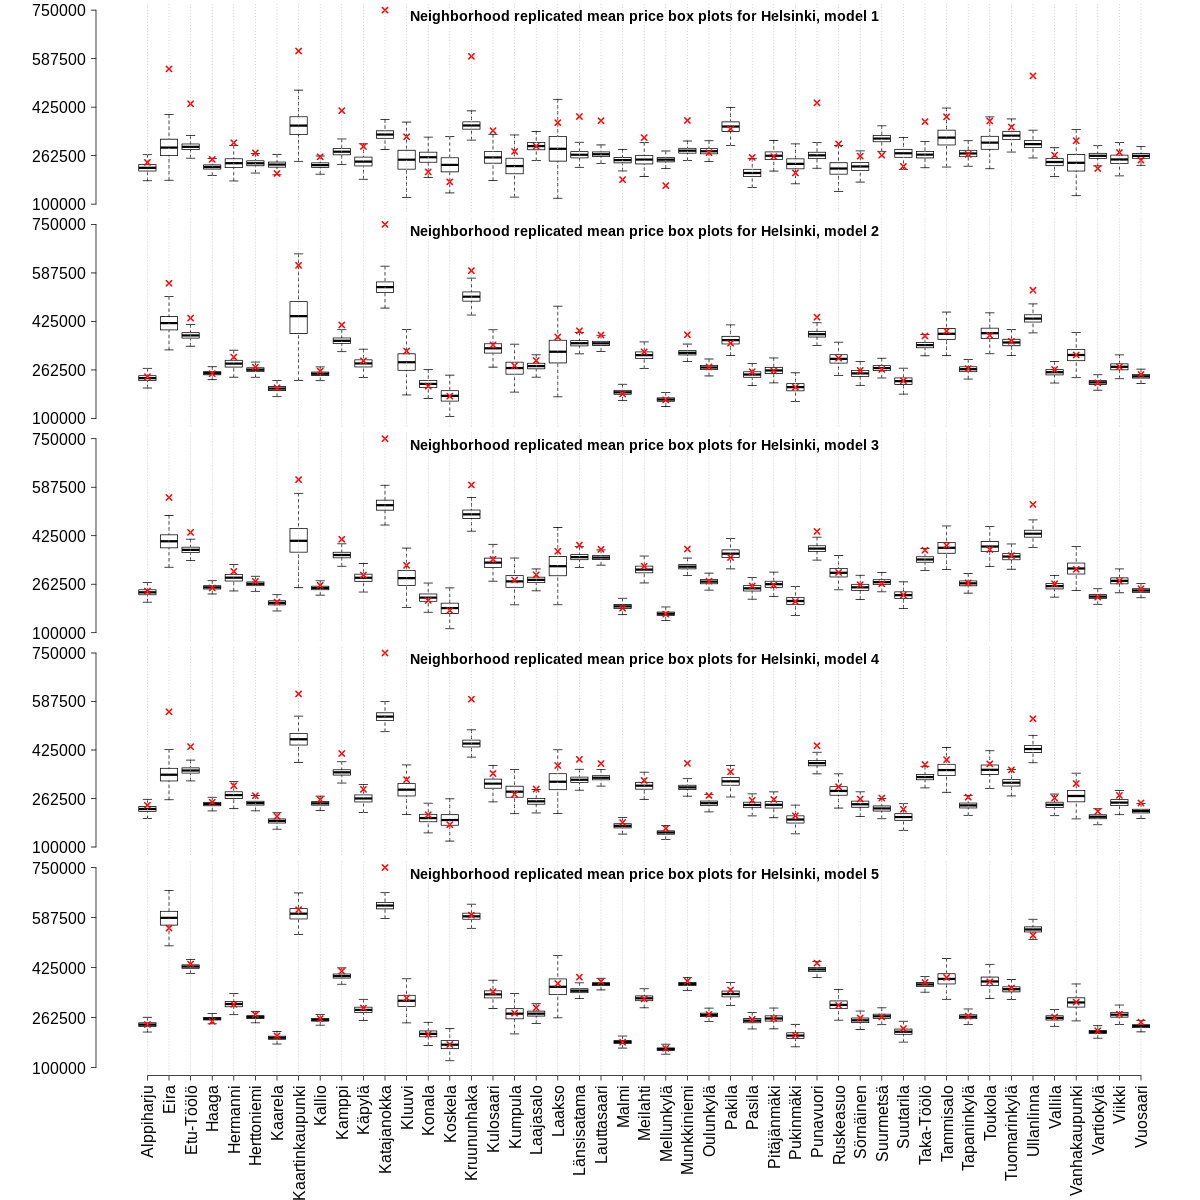 Neighborhood replicated mean price box plots for Helsinki, model 1
750000
587500
425000
262500
100000
Neighborhood replicated mean price box plots for Helsinki, model 2
750000
587500
425000
262500
100000
Neighborhood replicated mean price box plots for Helsinki, model 3
750000
587500
425000
262500
100000
Neighborhood replicated mean price box plots for Helsinki, model 4
750000
587500
425000
262500
100000
Neighborhood replicated mean price box plots for Helsinki, model 5
750000
587500
425000
262500
100000
Alppiharju
Eira
Etu-Töölö
Haaga
Hermanni
Herttoniemi
Kaarela
Kaartinkaupunki
Kallio
Kamppi
Käpylä
Katajanokka
Kluuvi
Konala
Koskela
Kruununhaka
Kulosaari
Kumpula
Laajasalo
Laakso
Länsisatama
Lauttasaari
Malmi
Meilahti
Mellunkylä
Munkkiniemi
Oulunkylä
Pakila
Pasila
Pitäjänmäki
Pukinmäki
Punavuori
Ruskeasuo
Sörnäinen
Suurmetsä
Suutarila
Taka-Töölö
Tammisalo
Tapaninkylä
Toukola
Tuomarinkylä
Ullanlinna
Vallila
Vanhakaupunki
Vartiokylä
Viikki
Vuosaari